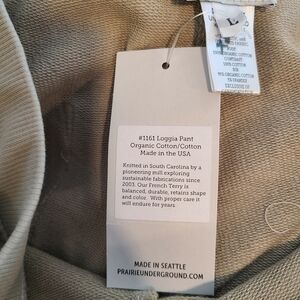 L
100% COTTON
#1161 Loggia Pant
Organic Cotton/Cotton
Made in the USA
Knitted in South Carolina by a
pioneering mill exploring
sustainable fabrications since
2003. Our French Terry is
balanced, durable, retains shape
and color. With proper care it
will endure for years.
MADE IN SEATTLE
PRAIRIEUNDERGROUND.COM